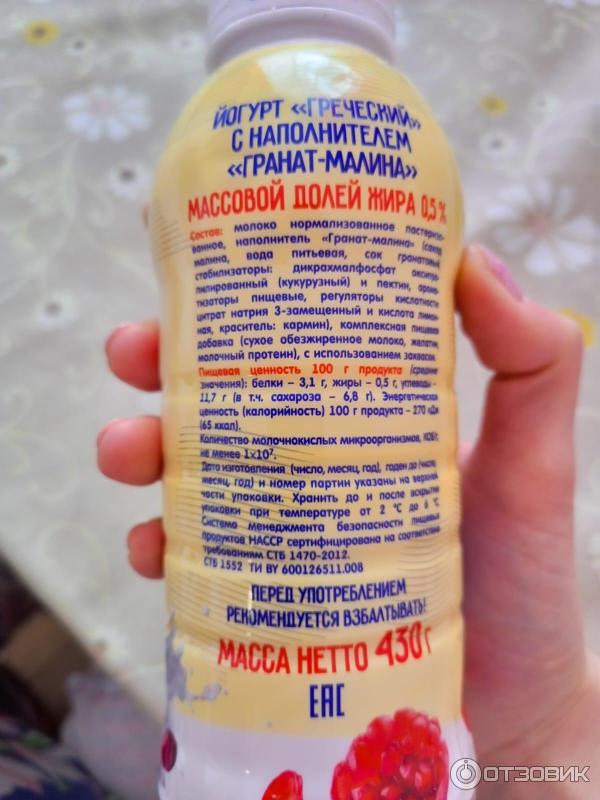 ЙОГУРТ «ГРЕЧЕСКИЙ»
С НАПОЛНИТЕЛЕМ
«ГРАНАТ-МАЛИНА»
МАССОВОЙ ДОЛЕЙ ЖИРА 0,5 %
Состав: молоко нормализованное пастеризо-
ванное, наполнитель «Гранат-малина» (сахар,
малина, вода питьевая, сок гранатовый,
стабилизаторы: дикрахмалфосфат оксипро-
пилированный (кукурузный) и пектин, арома-
тизаторы пищевые, регуляторы кислотности:
цитрат натрия 3-замещенный и кислота лимон-
ная, краситель: кармин), комплексная пищевая
добавка (сухое обезжиренное молоко, желатин,
молочный протеин), с использованием закваски.
Пищевая ценность 100 г продукта (средние
значения): белки – 3,1 г, жиры – 0,5 г, углеводы –
11,7 г (в т.ч. сахароза – 6,8 г). Энергетическая
ценность (калорийность) 100 г продукта – 270 кДж
(65 ккал).
Количество молочнокислых микроорганизмов, КОЕ/г,
не менее 1×10⁷.
Дата изготовления (число, месяц, год), годен до (число,
месяц, год) и номер партии указаны на верхней
части упаковки. Хранить до и после вскрытия
упаковки при температуре от 2 °С до 6 °С
Система менеджмента безопасности пищевых
продуктов НАССР сертифицирована на соответствие
требованиям СТБ 1470-2012.
СТБ 1552 ТИ BY 600126511.008
ПЕРЕД УПОТРЕБЛЕНИЕМ
РЕКОМЕНДУЕТСЯ ВЗБАЛТЫВАТЬ!
МАССА НЕТТО 430 г
ЕАС
ОТЗОВИК